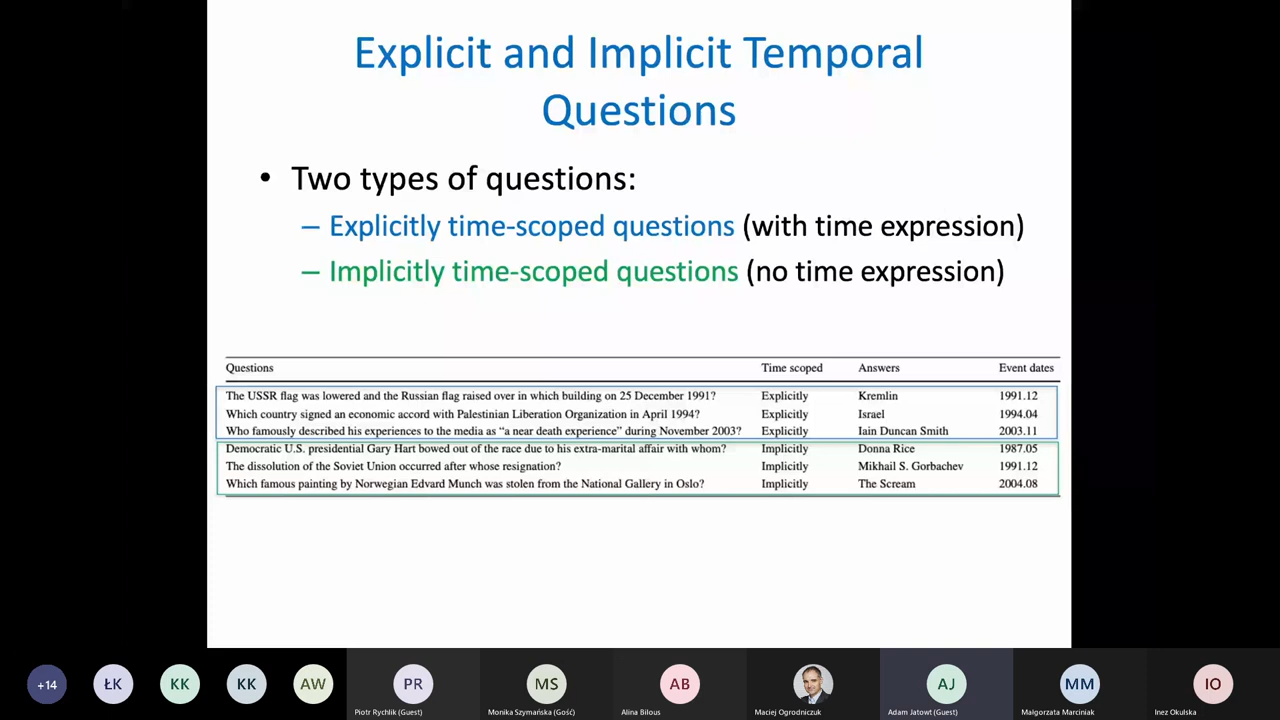 Explicit and Implicit Temporal
Questions
• Two types of questions:
– Explicitly time-scoped questions (with time expression)
– Implicitly time-scoped questions (no time expression)
Questions Time scoped Answers Event dates
The USSR flag was lowered and the Russian flag raised over in which building on 25 December 1991? Explicitly Kremlin 1991.12
Which country signed an economic accord with Palestinian Liberation Organization in April 1994? Explicitly Israel 1994.04
Who famously described his experiences to the media as “a near death experience” during November 2003? Explicitly Iain Duncan Smith 2003.11
Democratic U.S. presidential Gary Hart bowed out of the race due to his extra-marital affair with whom? Implicitly Donna Rice 1987.05
The dissolution of the Soviet Union occurred after whose resignation? Implicitly Mikhail S. Gorbachev 1991.12
Which famous painting by Norwegian Edvard Munch was stolen from the National Gallery in Oslo? Implicitly The Scream 2004.08
+14 ŁK KK KK AW PR MS AB AJ MM IO
Piotr Rychlik (Guest) Monika Szymańska (Gość) Alina Bilous Maciej Ogrodniczuk Adam Jatowt (Guest) Małgorzata Marciniak Inez Okulska